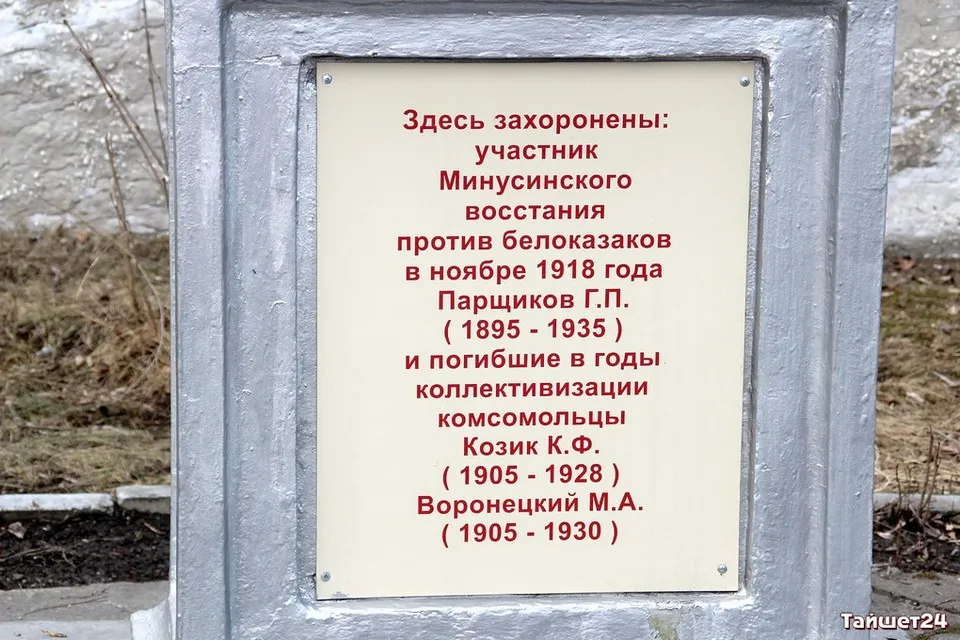 Здесь захоронены:
участник
Минусинского
восстания
против белоказаков
в ноябре 1918 года
Парщиков Г.П.
( 1895 - 1935 )
и погибшие в годы
коллективизации
комсомольцы
Козик К.Ф.
( 1905 - 1928 )
Воронецкий М.А.
( 1905 - 1930 )
Тайшет24